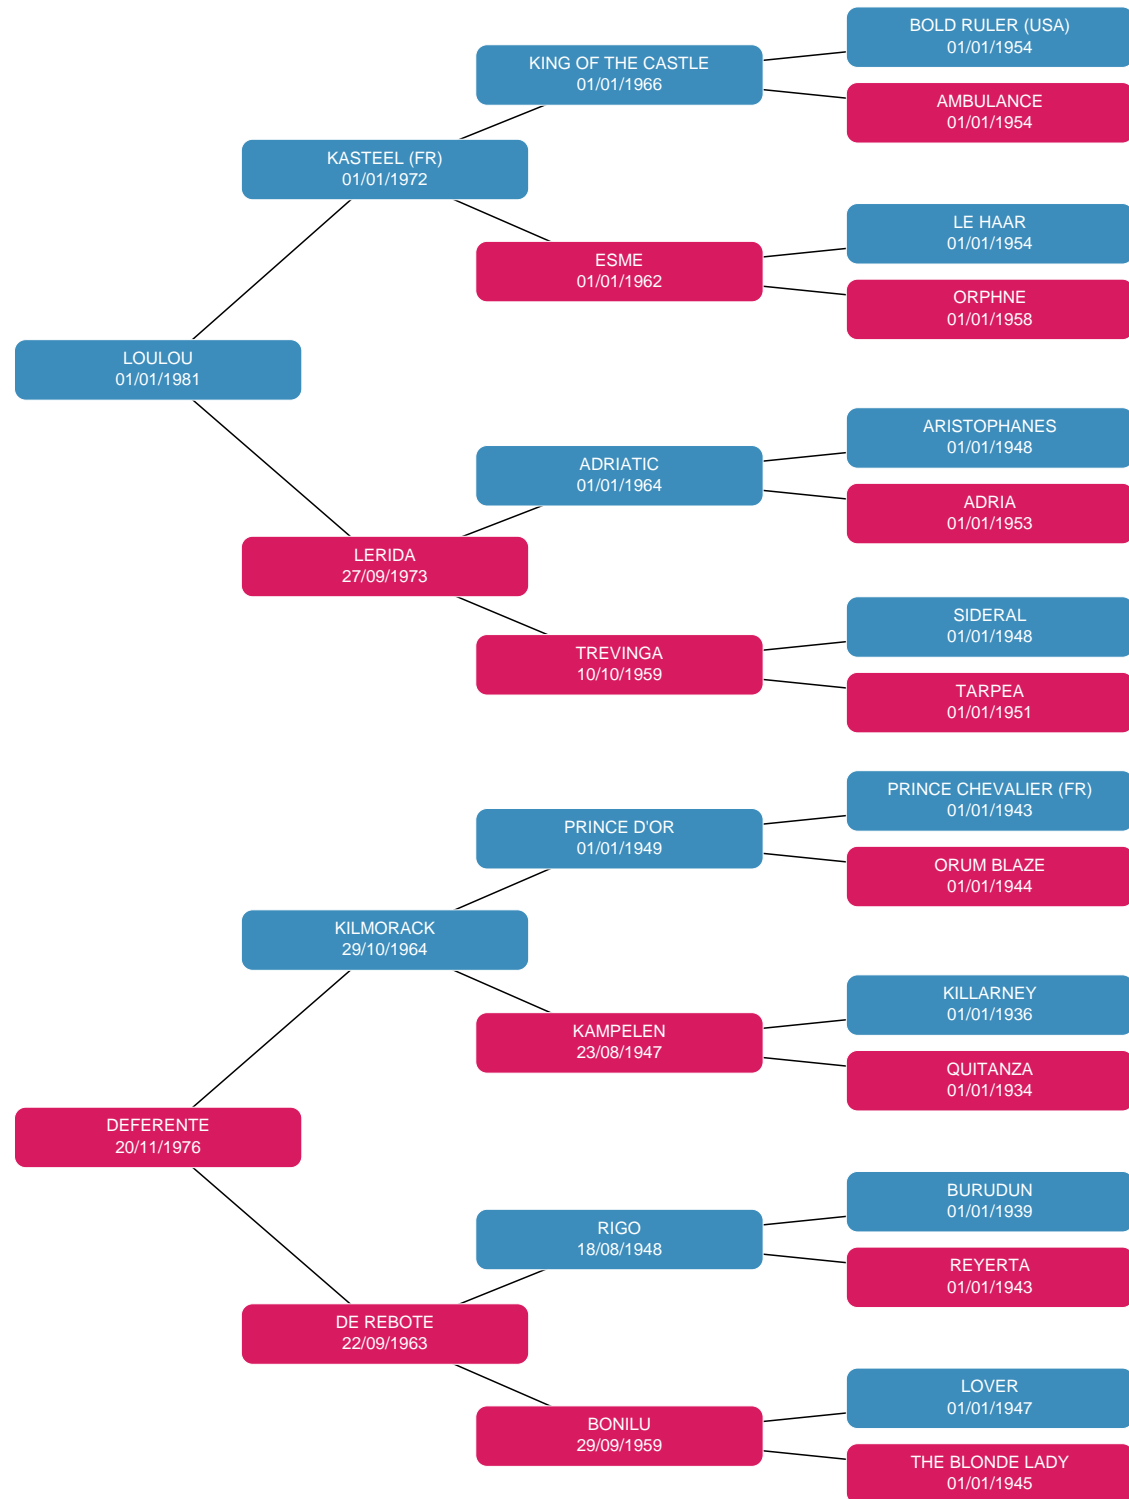 BOLD RULER (USA)
01/01/1954
KING OF THE CASTLE
01/01/1966
AMBULANCE
01/01/1954
KASTEEL (FR)
01/01/1972
LE HAAR
01/01/1954
ESME
01/01/1962
ORPHNE
01/01/1958
LOULOU
01/01/1981
ARISTOPHANES
01/01/1948
ADRIATIC
01/01/1964
ADRIA
01/01/1953
LERIDA
27/09/1973
SIDERAL
01/01/1948
TREVINGA
10/10/1959
TARPEA
01/01/1951
PRINCE CHEVALIER (FR)
01/01/1943
PRINCE D'OR
01/01/1949
ORUM BLAZE
01/01/1944
KILMORACK
29/10/1964
KILLARNEY
01/01/1936
KAMPELEN
23/08/1947
QUITANZA
01/01/1934
DEFERENTE
20/11/1976
BURUDUN
01/01/1939
RIGO
18/08/1948
REYERTA
01/01/1943
DE REBOTE
22/09/1963
LOVER
01/01/1947
BONILU
29/09/1959
THE BLONDE LADY
01/01/1945